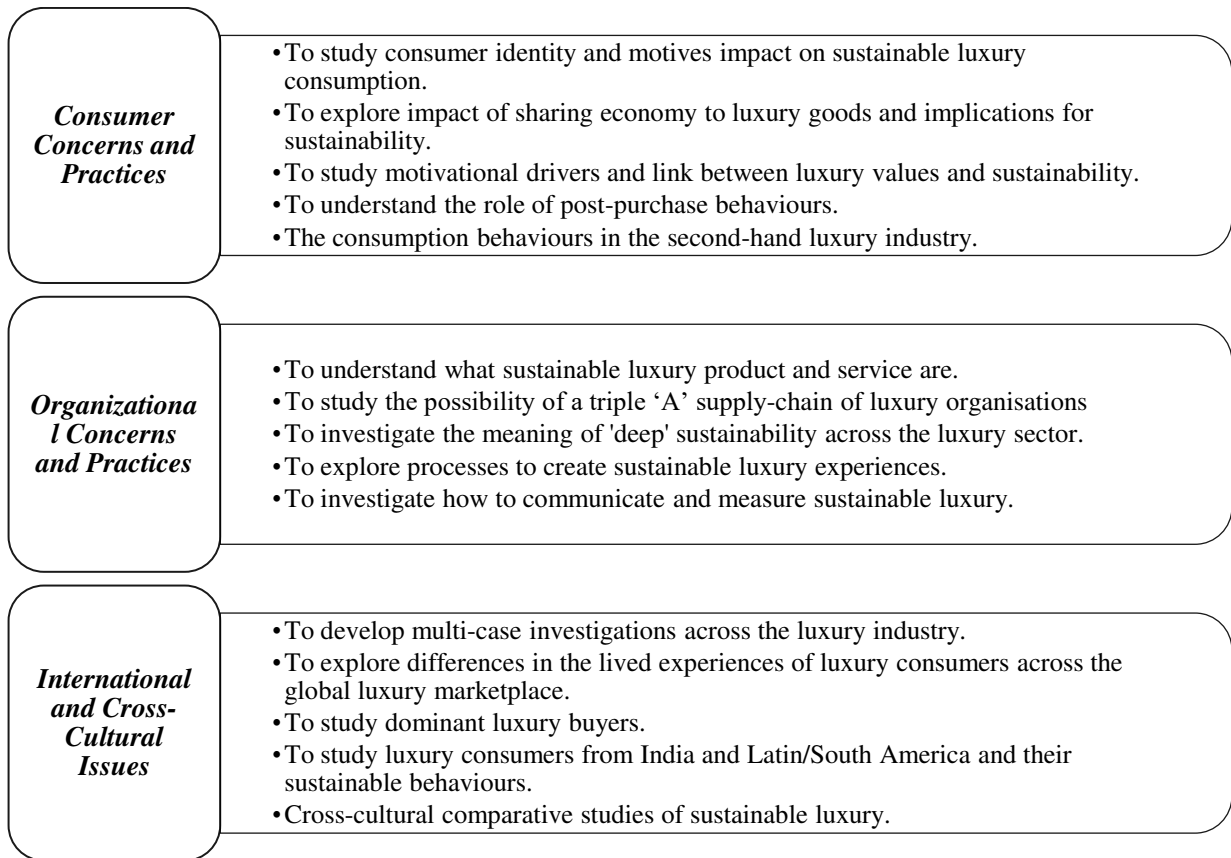 Consumer
Concerns and
Practices
•To study consumer identity and motives impact on sustainable luxury
consumption.
•To explore impact of sharing economy to luxury goods and implications for
sustainability.
•To study motivational drivers and link between luxury values and sustainability.
•To understand the role of post-purchase behaviours.
•The consumption behaviours in the second-hand luxury industry.
Organizationa
l Concerns
and Practices
•To understand what sustainable luxury product and service are.
•To study the possibility of a triple ‘A’ supply-chain of luxury organisations
•To investigate the meaning of 'deep' sustainability across the luxury sector.
•To explore processes to create sustainable luxury experiences.
•To investigate how to communicate and measure sustainable luxury.
International
and Cross-
Cultural
Issues
•To develop multi-case investigations across the luxury industry.
•To explore differences in the lived experiences of luxury consumers across the
global luxury marketplace.
•To study dominant luxury buyers.
•To study luxury consumers from India and Latin/South America and their
sustainable behaviours.
•Cross-cultural comparative studies of sustainable luxury.